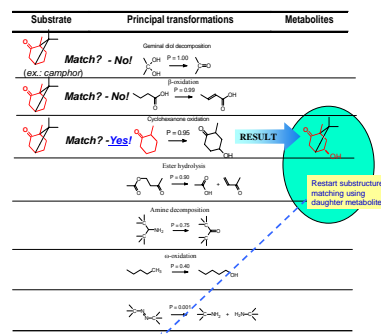 Substrate Principal transformations Metabolites
Geminal diol decomposition
Match? - No! P = 1.00
(ex.: camphor)
β-oxidation
Match? - No! P = 0.99
Cyclohexanone oxidation
Match? -Yes! P = 0.95 RESULT
Ester hydrolysis
P = 0.90
Restart substructure
matching using
daughter metabolite
Amine decomposition
P = 0.75
ω-oxidation
P = 0.40
P = 0.001